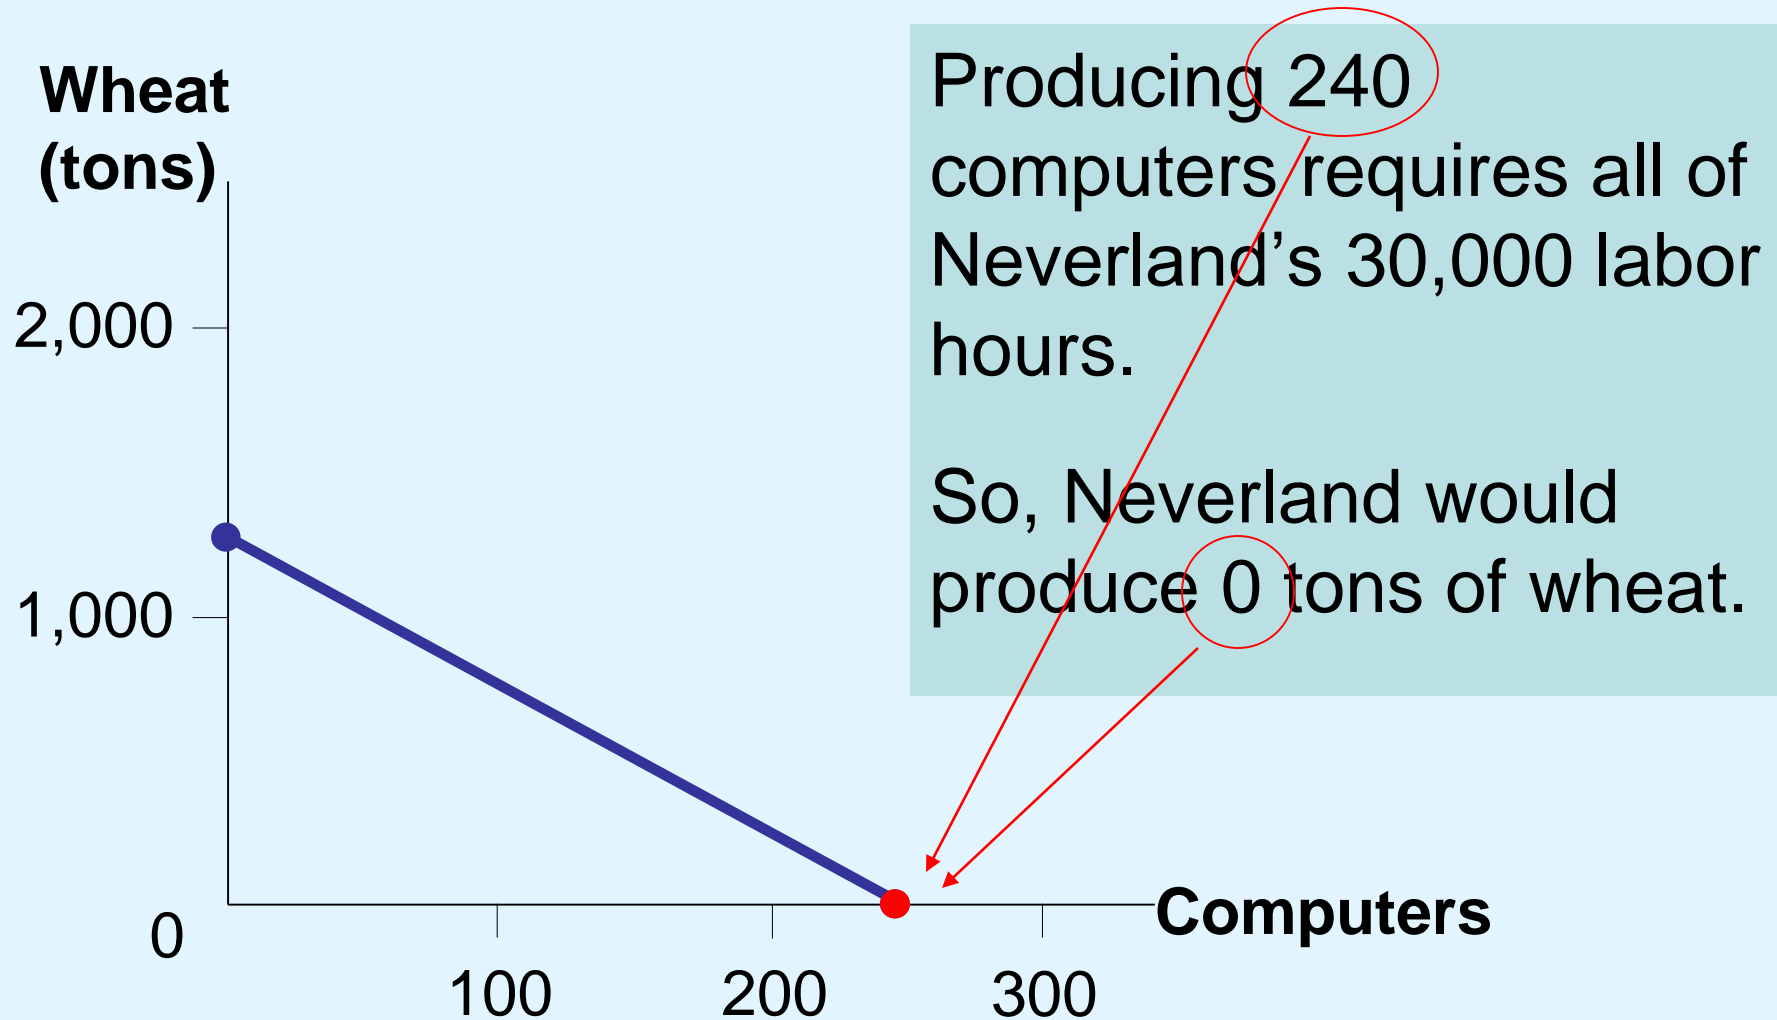 Wheat
(tons)
2,000
1,000
0
100
200
300
Computers
Producing 240
computers requires all of
Neverland’s 30,000 labor
hours.
So, Neverland would
produce 0 tons of wheat.